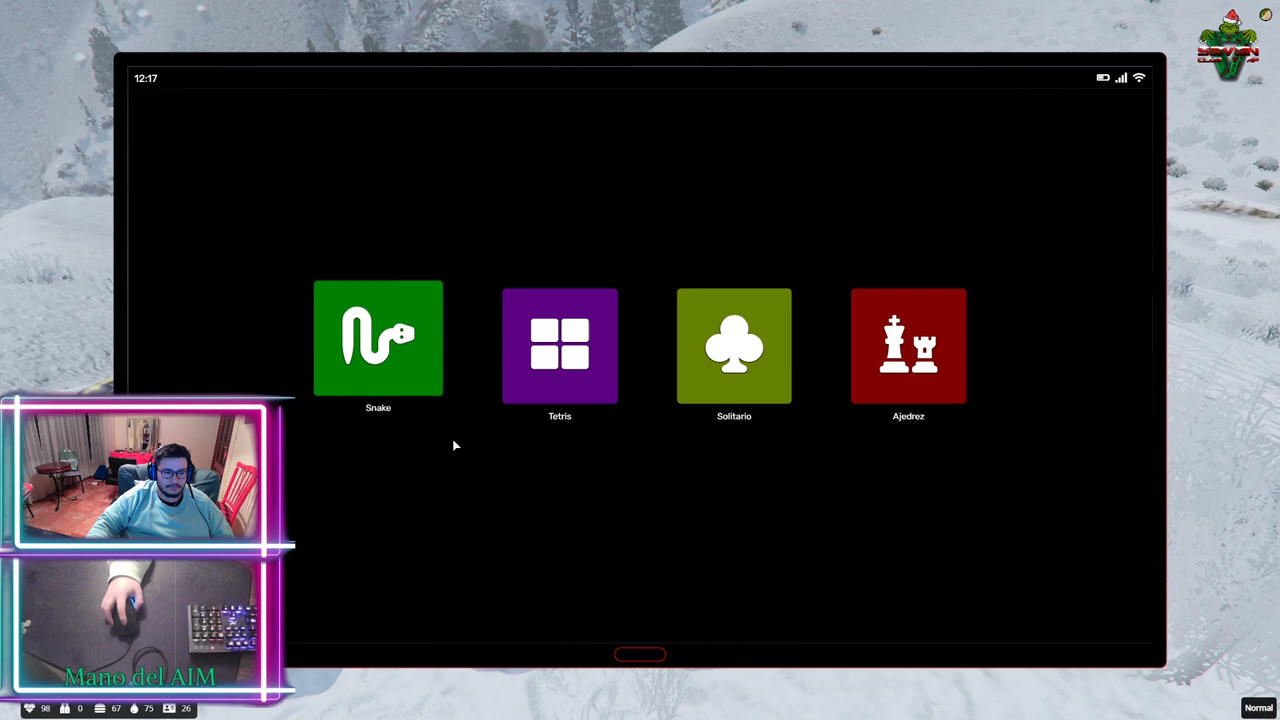 12:17
Snake
Tetris
Solitario
Ajedrez
Mano del AIM
98 0 67 75 26
Normal